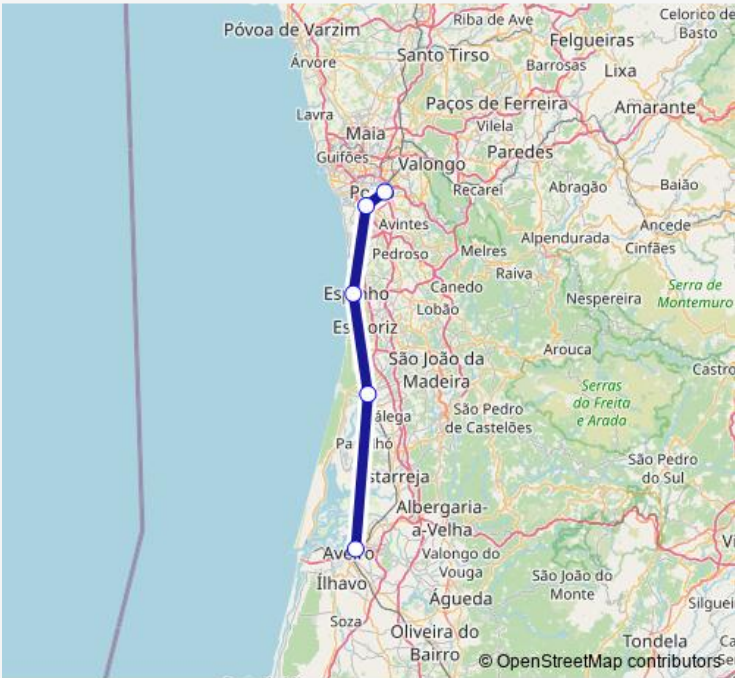 Riba de Ave
Celorico de
Basto
Póvoa de Varzim
Felgueiras
Santo Tirso
Árvore
Barrosas
Lixa
Paços de Ferreira
Amarante
Lavra
Vilela
Maia
Guifões
Valongo
Paredes
Recarei
Abragão
Baião
Avintes
Ancede
Alpendurada
Cinfães
Pedroso
Melres
Raiva
Canedo
Nespereira
Serra de
Montemuro
Lobão
Arouca
São João da
Madeira
Castro
Serras
da Freita
e Arada
São Pedro
de Castelões
São Pedro
do Sul
Albergaria-
a-Velha
Aveiro
Valongo do
Vouga
Ílhavo
São João do
Monte
Águeda
Soza
Oliveira do
Bairro
Tondela
© OpenStreetMap contributors